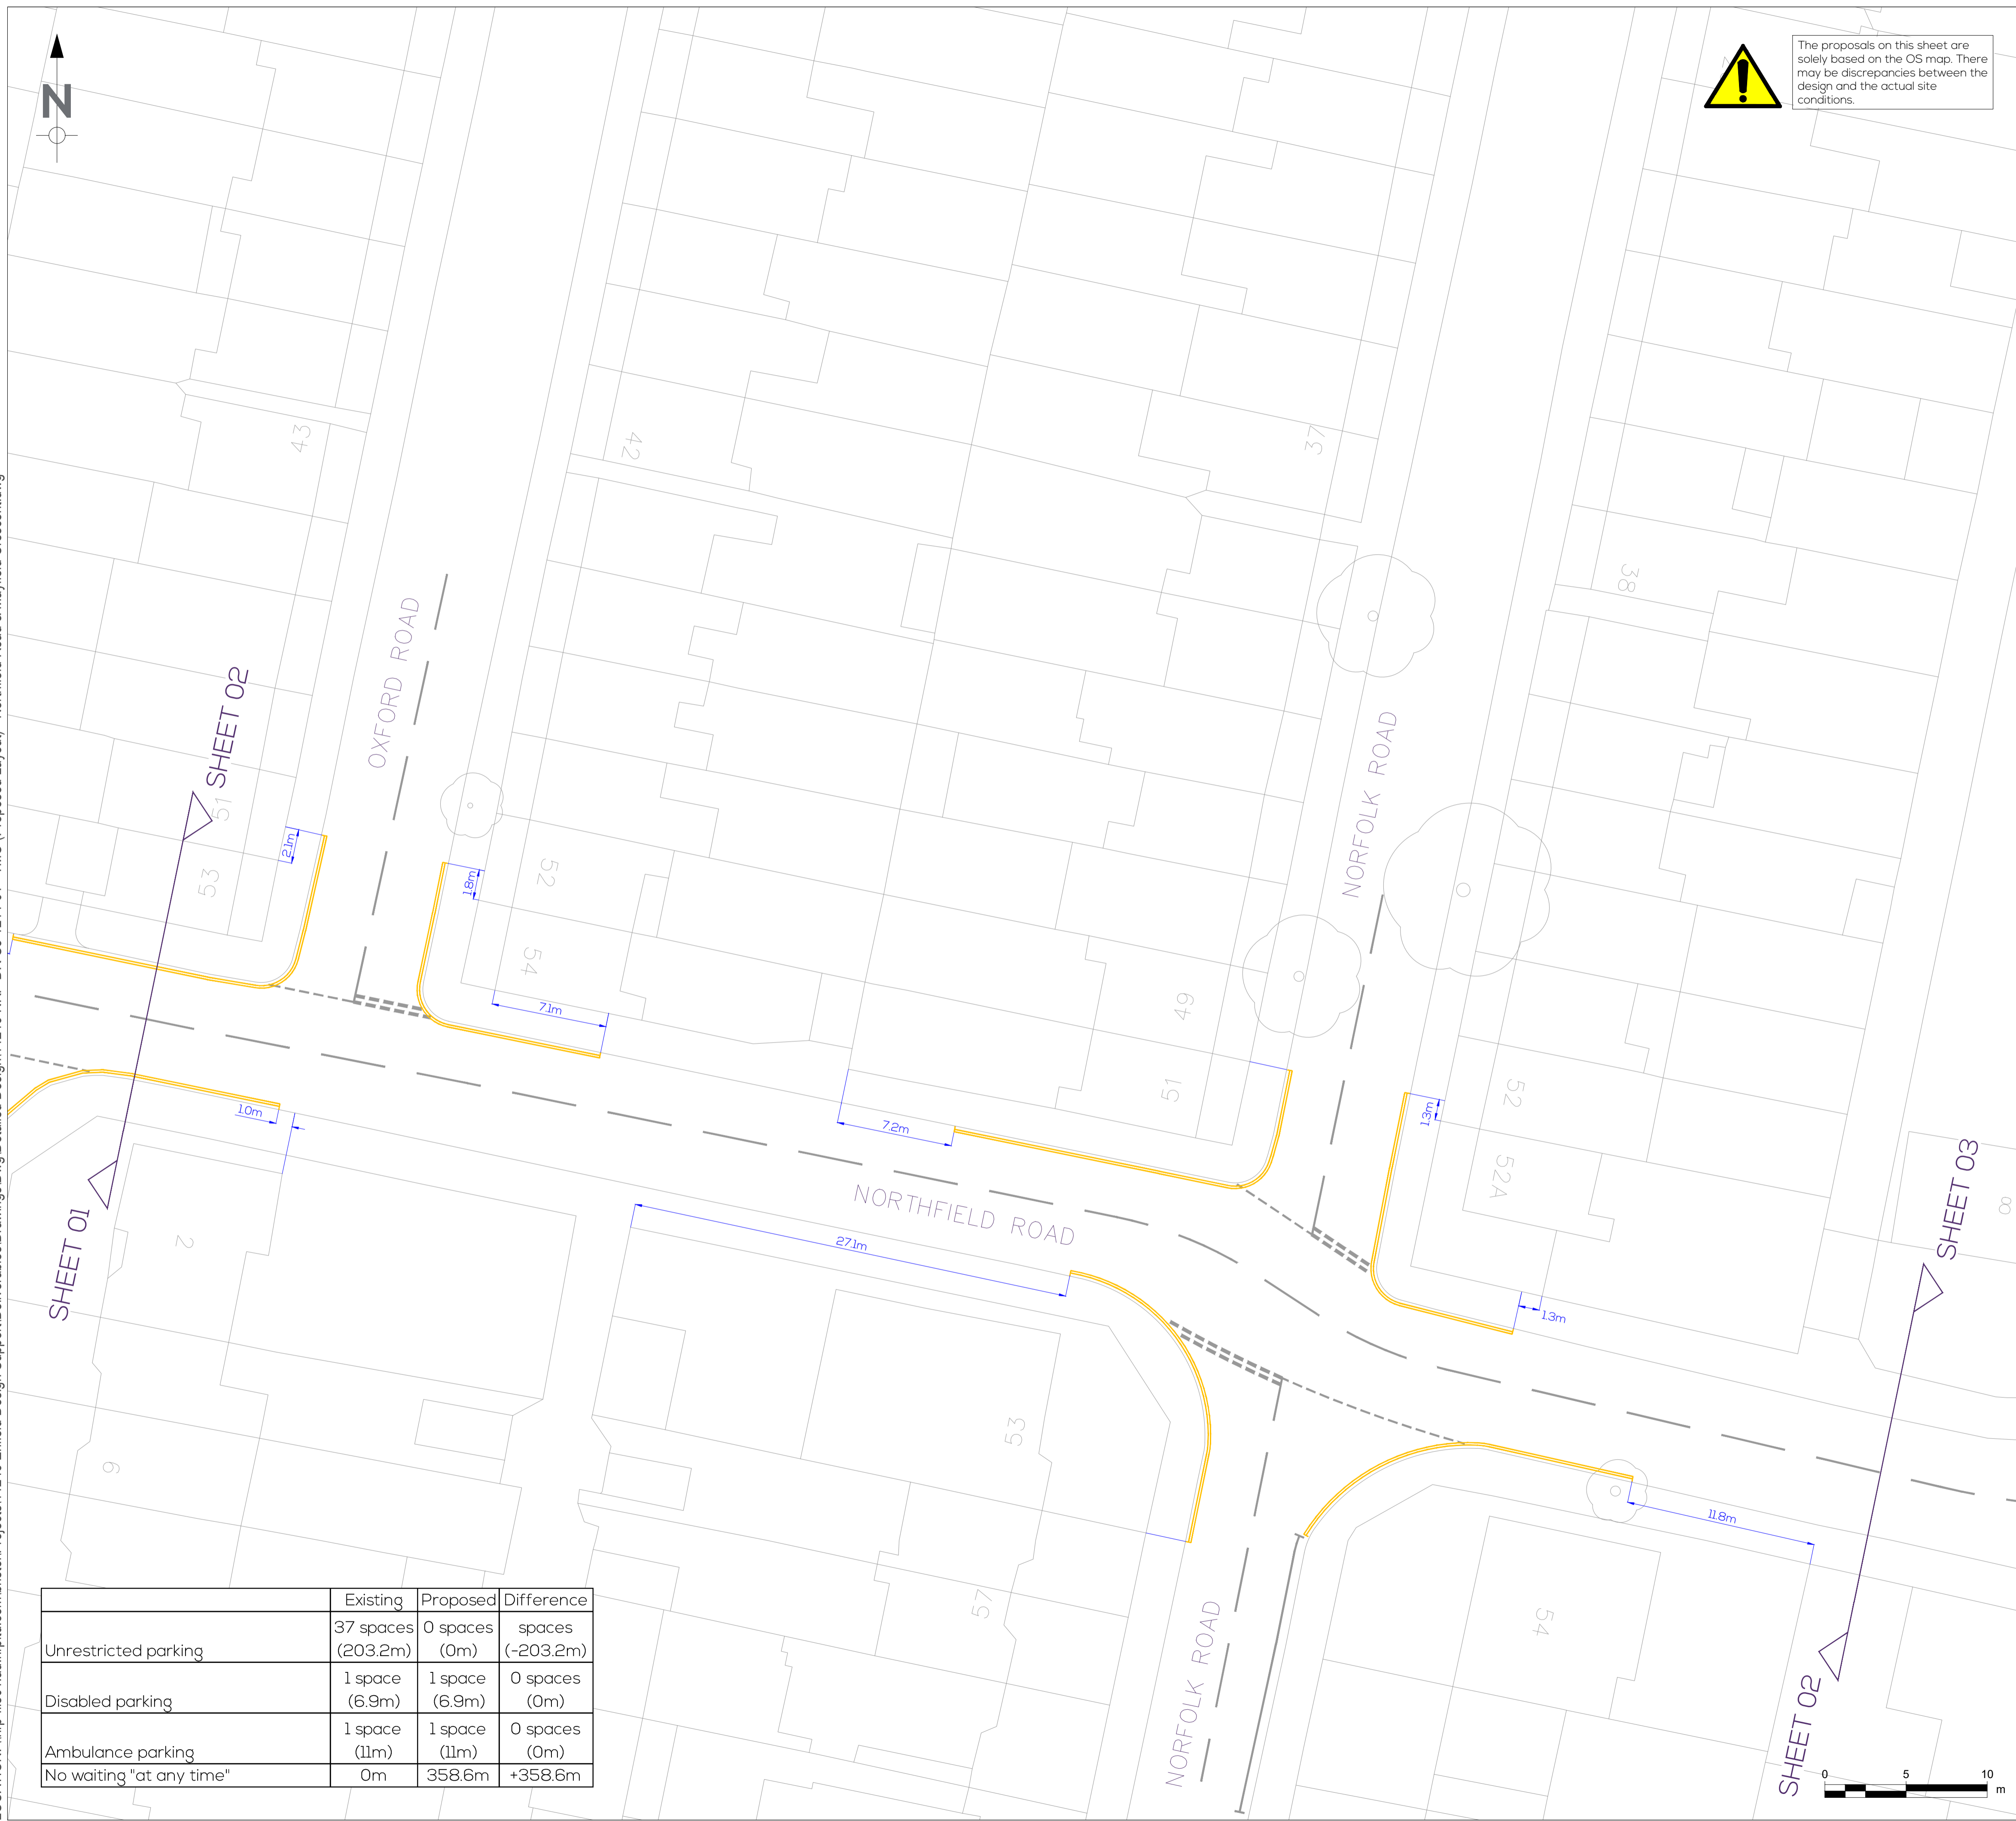 N
The proposals on this sheet are
solely based on the OS map. There
may be discrepancies between the
design and the actual site
conditions.
43
42
37
38
OXFORD ROAD
NORFOLK ROAD
SHEET 02
51
53
2.1m
1.8m
52
54
7.1m
49
51
7.2m
1.0m
1.3m
52
52A
1.3m
SHEET 03
8
SHEET 01
2
6
NORTHFIELD ROAD
27.1m
53
57
11.8m
54
NORFOLK ROAD
SHEET 02
Existing Proposed Difference
37 spaces 0 spaces spaces
Unrestricted parking (203.2m) (0m) (-203.2m)
1 space 1 space 0 spaces
Disabled parking (6.9m) (6.9m) (0m)
1 space 1 space 0 spaces
Ambulance parking (11m) (11m) (0m)
No waiting "at any time" 0m 358.6m +358.6m
0 5 10
m